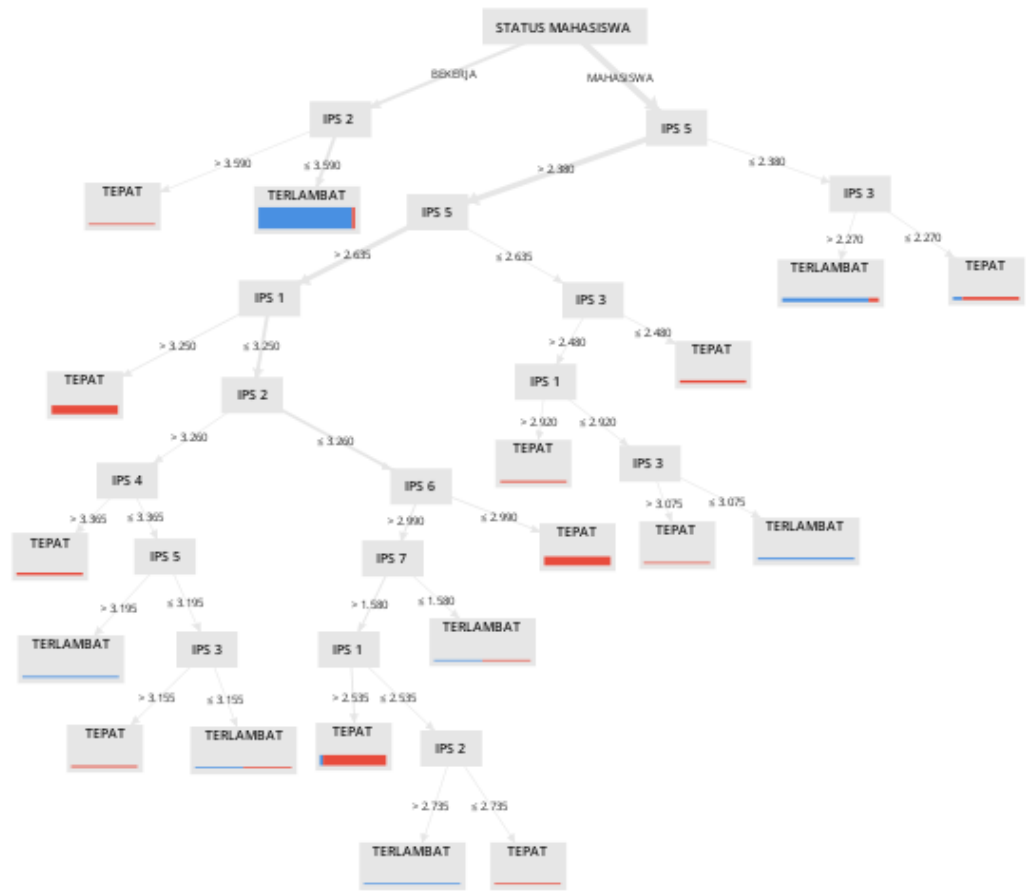 STATUS MAHASISWA
BEKERJA
MAHASISWA
IPS 2
IPS 5
> 3.590
≤ 3.590
> 2.380
≤ 2.380
TEPAT
TERLAMBAT
IPS 5
IPS 3
> 2.635
≤ 2.635
> 2.270
≤ 2.270
TERLAMBAT
TEPAT
IPS 1
IPS 3
> 3.250
≤ 3.250
> 2.480
≤ 2.480
TEPAT
IPS 2
IPS 1
TEPAT
> 3.260
≤ 3.260
> 2.920
≤ 2.920
IPS 4
IPS 6
TEPAT
IPS 3
> 3.365
≤ 3.365
> 2.990
≤ 2.990
> 3.075
≤ 3.075
TEPAT
IPS 5
IPS 7
TEPAT
TEPAT
TERLAMBAT
> 3.195
≤ 3.195
> 1.580
≤ 1.580
TERLAMBAT
IPS 3
IPS 1
TERLAMBAT
> 3.155
≤ 3.155
> 2.535
≤ 2.535
TEPAT
TERLAMBAT
TEPAT
IPS 2
> 2.735
≤ 2.735
TERLAMBAT
TEPAT